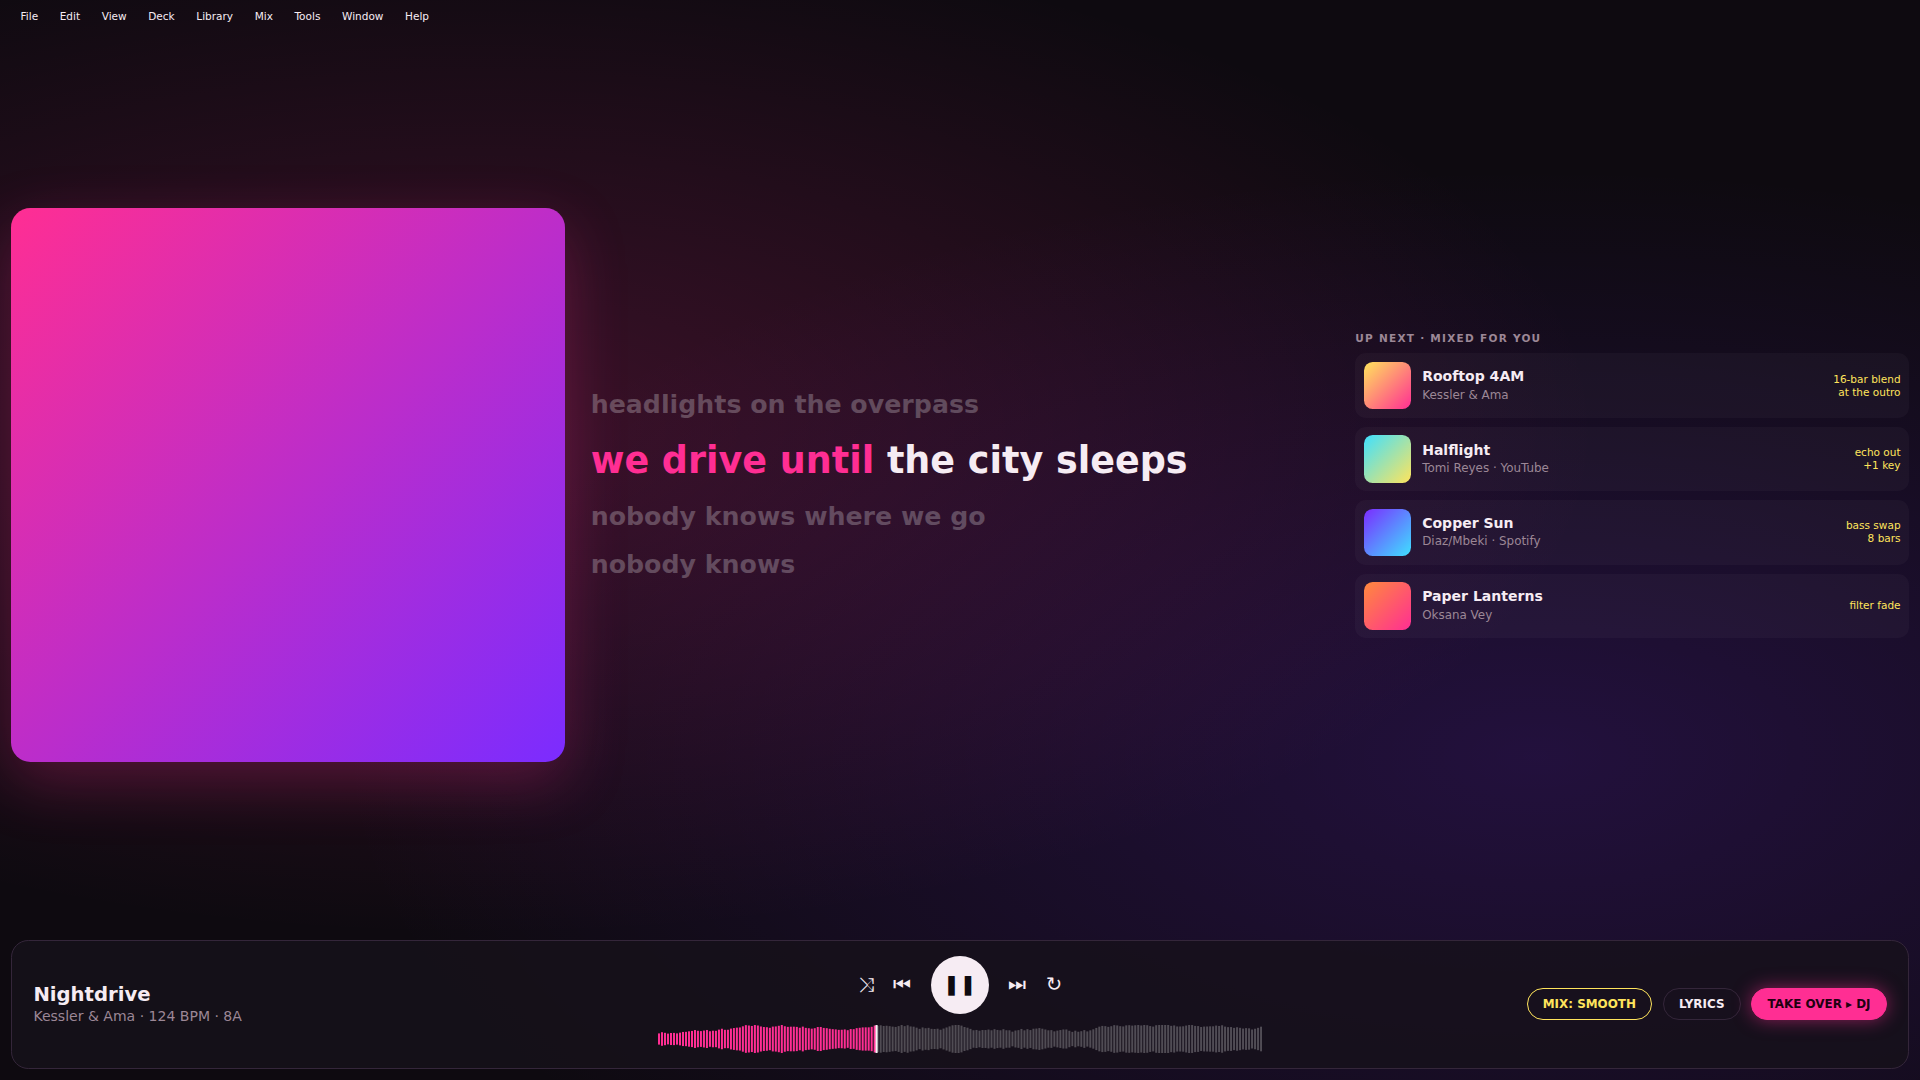 File Edit View Deck Library Mix Tools Window Help
headlights on the overpass
we drive until the city sleeps
nobody knows where we go
nobody knows
UP NEXT · MIXED FOR YOU
Rooftop 4AM
Kessler & Ama
16-bar blend
at the outro
Halflight
Tomi Reyes · YouTube
echo out
+1 key
Copper Sun
Diaz/Mbeki · Spotify
bass swap
8 bars
Paper Lanterns
Oksana Vey
filter fade
Nightdrive
Kessler & Ama · 124 BPM · 8A
MIX: SMOOTH
LYRICS
TAKE OVER ▸ DJ